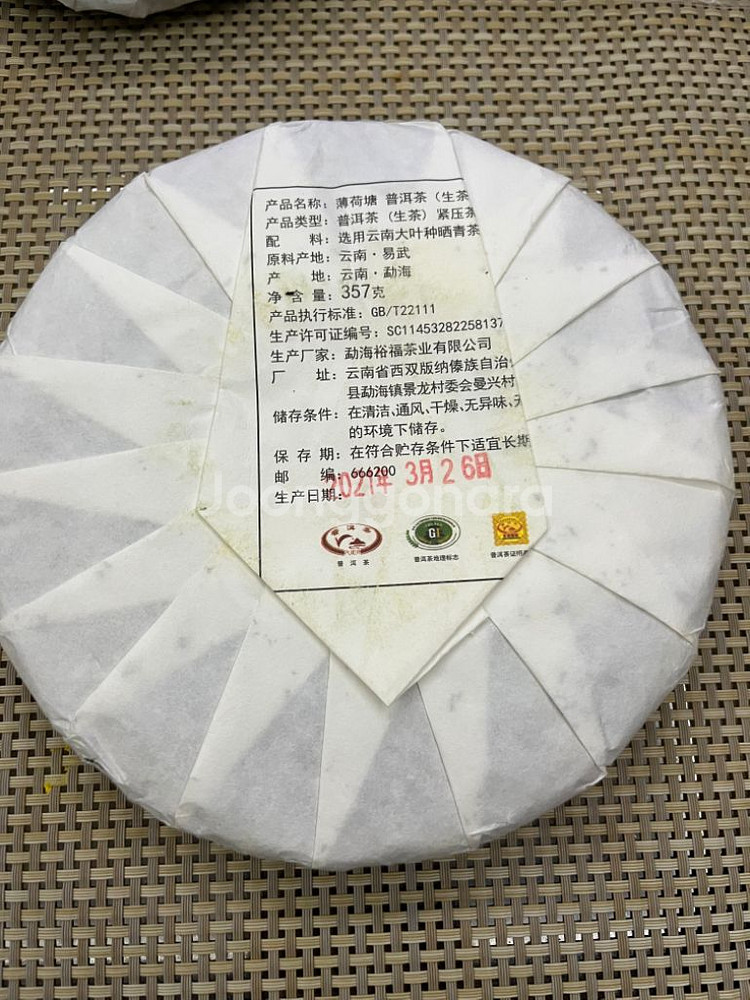 产品名称：薄荷塘 普洱茶（生茶
产品类型：普洱茶（生茶）紧压茶
配 料：选用云南大叶种晒青茶
原料产地：云南·易武
产 地：云南·勐海
净 含 量：357克
产品执行标准：GB/T22111
生产许可证编号：SC11453282258137
生产厂家：勐海裕福茶业有限公司
厂 址：云南省西双版纳傣族自治
县勐海镇景龙村委会曼兴村
储存条件：在清洁、通风、干燥、无异味、
的环境下储存。
保 存 期：在符合贮存条件下适宜长期
邮 编：666200
生产日期：2021年 3月26日
Joonggonara
普洱茶
GI
普洱茶
普洱茶地理标志